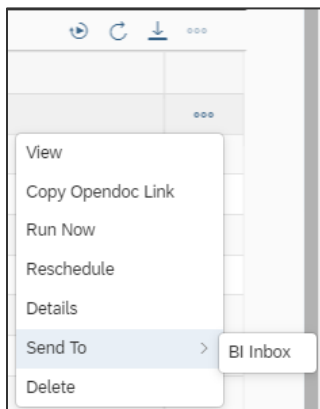 View
Copy Opendoc Link
Run Now
Reschedule
Details
Send To
BI Inbox
Delete